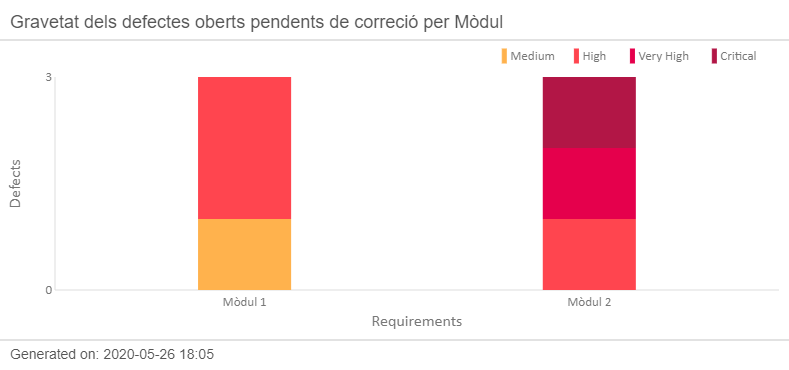 Gravetat dels defectes oberts pendents de correció per Mòdul
Medium High Very High Critical
3
Defects
0
Mòdul 1 Mòdul 2
Requirements
Generated on: 2020-05-26 18:05